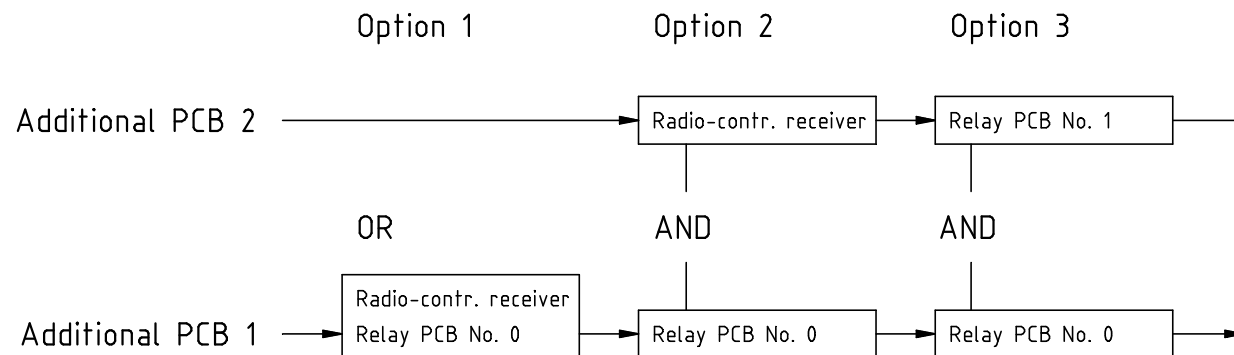 Option 1 Option 2 Option 3
Additional PCB 2 Radio-contr. receiver Relay PCB No. 1
OR AND AND
Radio-contr. receiver
Additional PCB 1 Relay PCB No. 0 Relay PCB No. 0 Relay PCB No. 0